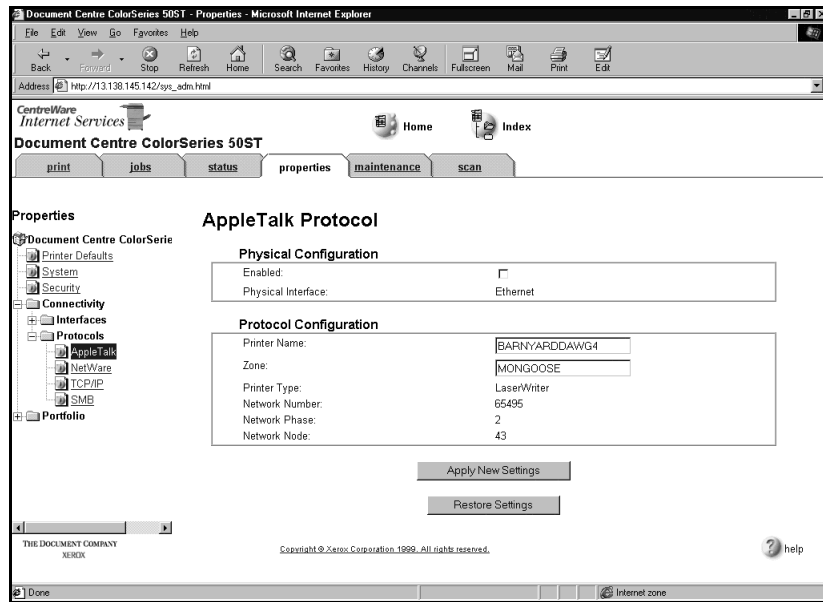 Document Centre ColorSeries 50ST - Properties - Microsoft Internet Explorer
File Edit View Go Favorites Help
Back Forward Stop Refresh Home Search Favorites History Channels Fullscreen Mail Print Edit
Address http://13.138.145.142/sys_adm.html
CentreWare
Internet Services
Home Index
Document Centre ColorSeries 50ST
print jobs status properties maintenance scan
Properties
AppleTalk Protocol
Document Centre ColorSerie
Printer Defaults
System
Security
Connectivity
Interfaces
Protocols
AppleTalk
NetWare
TCP/IP
SMB
Portfolio
Physical Configuration
Enabled:
Physical Interface: Ethernet
Protocol Configuration
Printer Name: BARNYARDDAWG4
Zone: MONGOOSE
Printer Type: LaserWriter
Network Number: 65495
Network Phase: 2
Network Node: 43
Apply New Settings
Restore Settings
THE DOCUMENT COMPANY
XEROX
Copyright © Xerox Corporation 1999. All rights reserved.
help
Done Internet zone